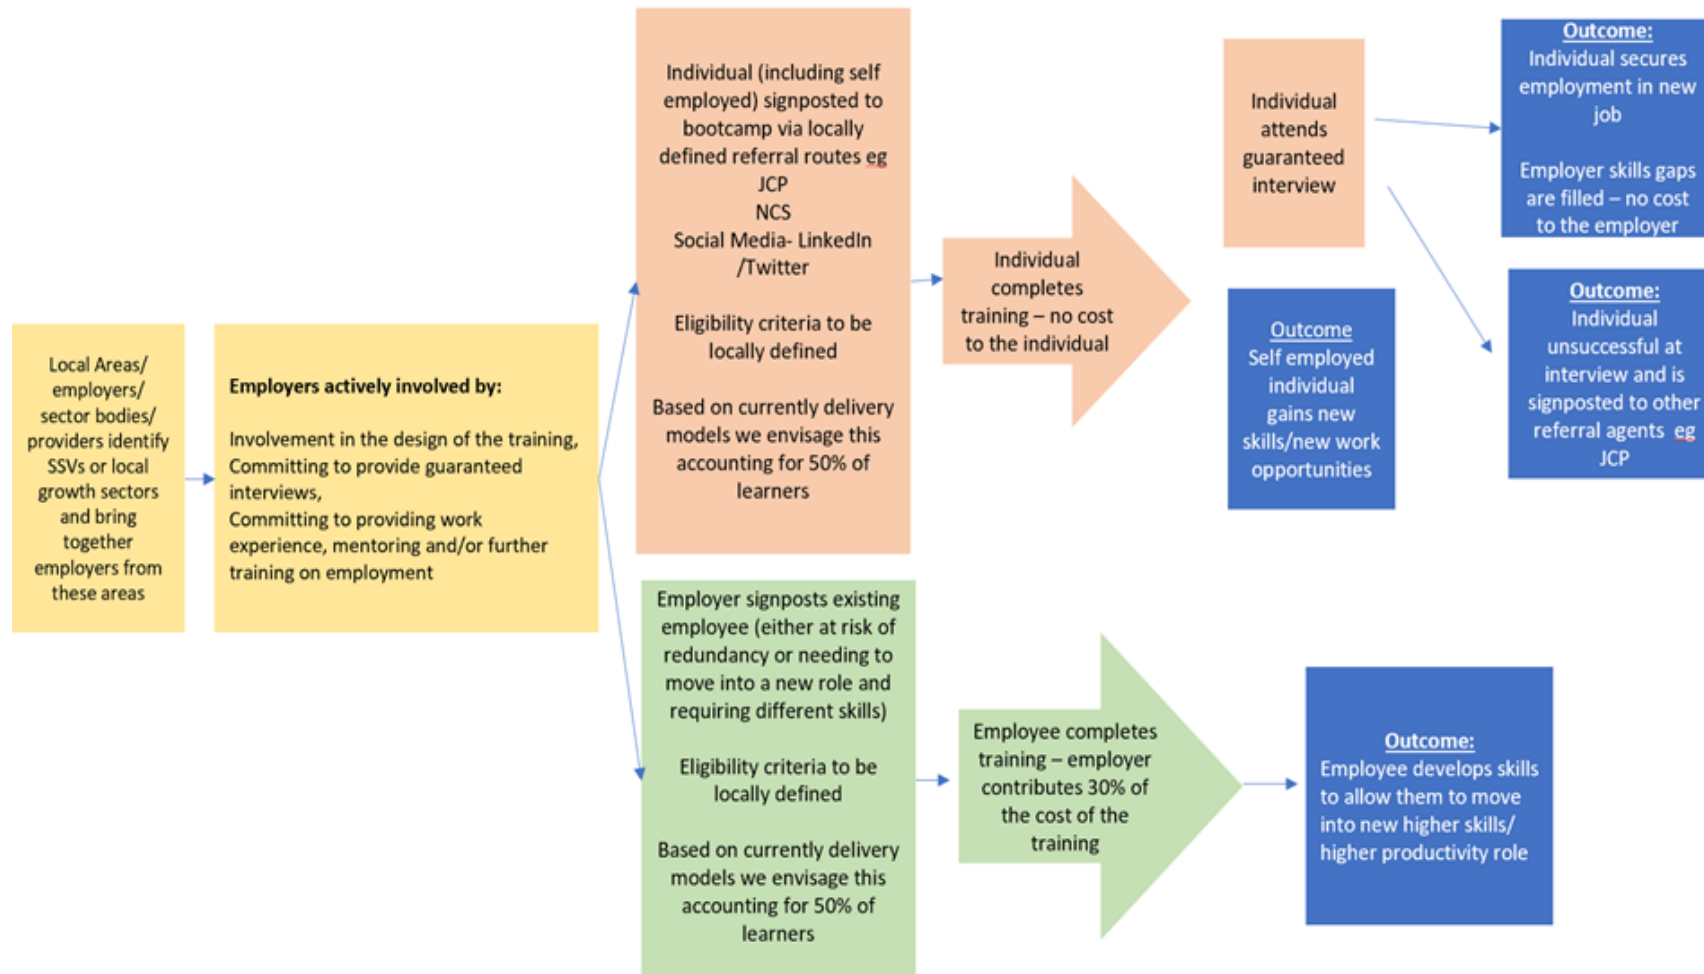 Local Areas/
employers/
sector bodies/
providers identify
SSVs or local
growth sectors
and bring
together
employers from
these areas
Employers actively involved by:
Involvement in the design of the training,
Committing to provide guaranteed
interviews,
Committing to providing work
experience, mentoring and/or further
training on employment
Individual (including self
employed) signposted to
bootcamp via locally
defined referral routes eg
JCP
NCS
Social Media- LinkedIn
/Twitter
Eligibility criteria to be
locally defined
Based on currently delivery
models we envisage this
accounting for 50% of
learners
Individual
completes
training – no cost
to the individual
Individual
attends
guaranteed
interview
Outcome:
Individual secures
employment in new
job
Employer skills gaps
are filled – no cost
to the employer
Outcome
Self employed
individual
gains new
skills/new work
opportunities
Outcome:
Individual
unsuccessful at
interview and is
signposted to other
referral agents eg
JCP
Employer signposts existing
employee (either at risk of
redundancy or needing to
move into a new role and
requiring different skills)
Eligibility criteria to be
locally defined
Based on currently delivery
models we envisage this
accounting for 50% of
learners
Employee completes
training – employer
contributes 30% of
the cost of the
training
Outcome:
Employee develops skills
to allow them to move
into new higher skills/
higher productivity role